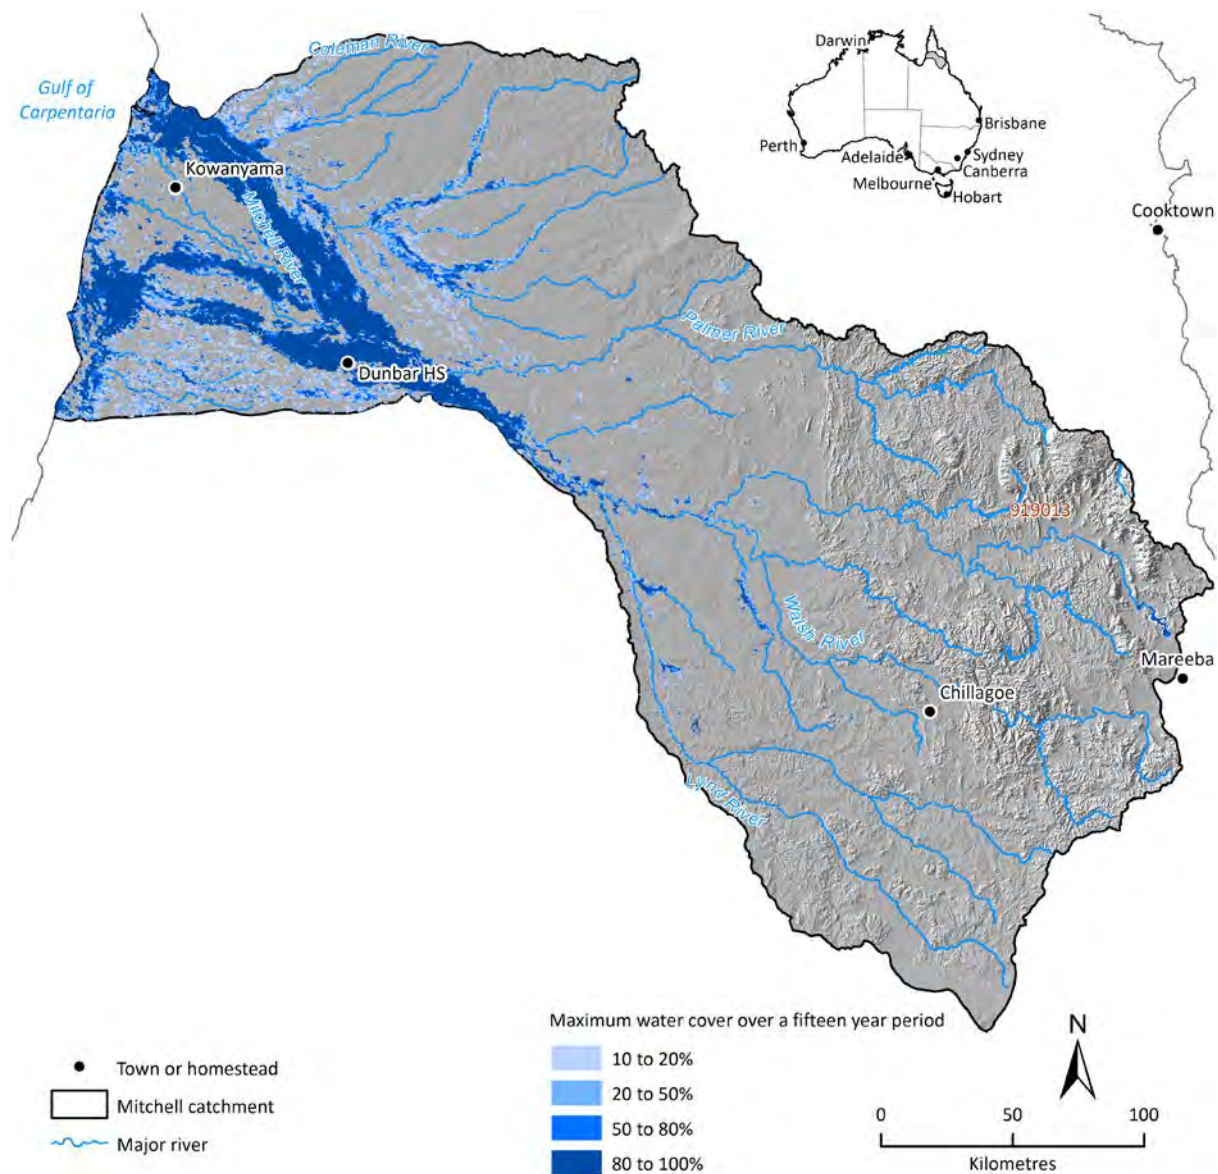 Coleman River
Gulf of
Carpentaria
Kowanyama
Mitchell River
Dunbar HS
Palmer River
919013
Walsh River
Chillagoe
Mareeba
Lynd River
Cooktown
Darwin
Brisbane
Perth
Adelaide
Sydney
Canberra
Melbourne
Hobart
Town or homestead
Mitchell catchment
Major river
Maximum water cover over a fifteen year period
10 to 20%
20 to 50%
50 to 80%
80 to 100%
N
0 50 100
Kilometres